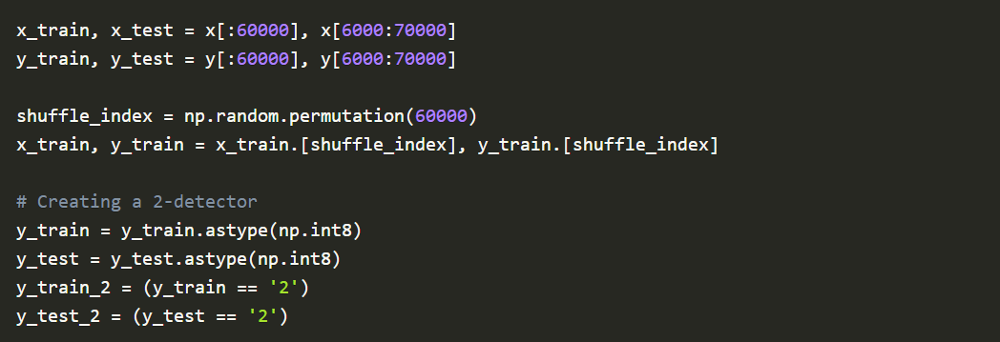 x_train, x_test = x[:60000], x[6000:70000]
y_train, y_test = y[:60000], y[6000:70000]
shuffle_index = np.random.permutation(60000)
x_train, y_train = x_train.[shuffle_index], y_train.[shuffle_index]
# Creating a 2-detector
y_train = y_train.astype(np.int8)
y_test = y_test.astype(np.int8)
y_train_2 = (y_train == '2')
y_test_2 = (y_test == '2')